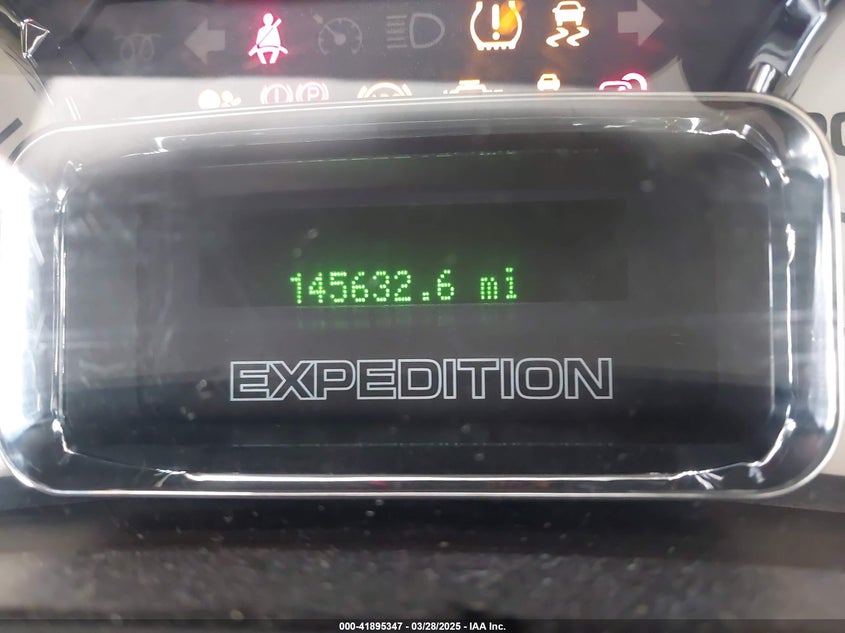 145632.6 mi
EXPEDITION
000-41895347 | 03/28/2025 - IAA Inc.